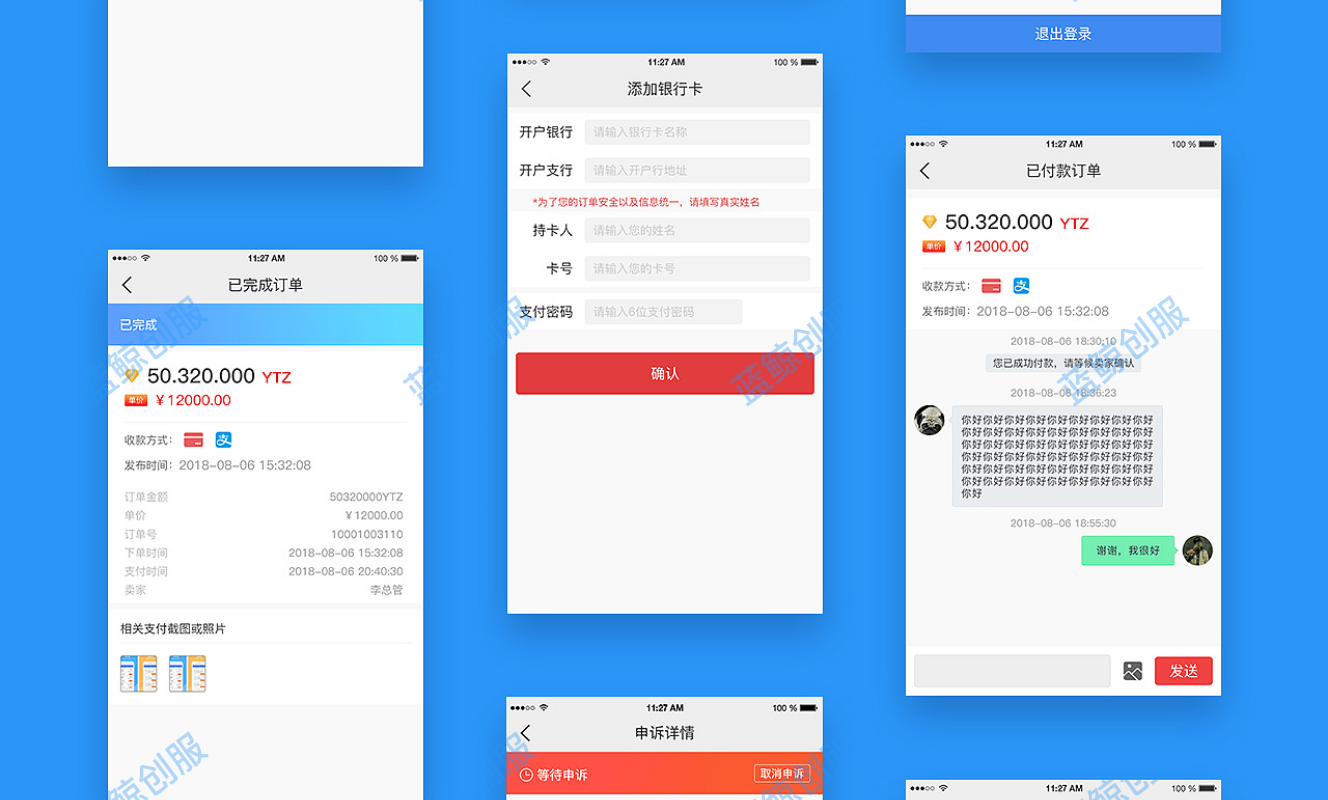 11:27 AM
100 %
已完成订单
已完成
50.320.000 YTZ
单价 ¥12000.00
收款方式：
支
发布时间：2018-08-06 15:32:08
订单金额 50320000YTZ
单价 ¥12000.00
订单号 10001003110
下单时间 2018-08-06 15:32:08
支付时间 2018-08-06 20:40:30
卖家 李总管
相关支付截图或照片
蓝鲸创服
蓝鲸创服
11:27 AM
100 %
添加银行卡
开户银行 请输入银行卡名称
开户支行 请输入开户行地址
*为了您的订单安全以及信息统一，请填写真实姓名
持卡人 请输入您的姓名
卡号 请输入您的卡号
支付密码 请输入6位支付密码
确认
蓝鲸创服
11:27 AM
100 %
申诉详情
等待申诉 取消申诉
退出登录
11:27 AM
100 %
已付款订单
50.320.000 YTZ
单价 ¥12000.00
收款方式：
支
发布时间：2018-08-06 15:32:08
2018-08-06 18:30:10
您已成功付款，请等候卖家确认
2018-08-06 18:36:23
你好你好你好你好你好你好你好你好你好
你好你好你好你好你好你好你好你好你好
你好你好你好你好你好你好你好你好你好
你好你好你好你好你好你好你好你好你好
你好你好你好你好你好你好你好你好你好
你好你好你好你好你好你好你好你好你好
你好
2018-08-06 18:55:30
谢谢，我很好
发送
蓝鲸创服
11:27 AM
100 %